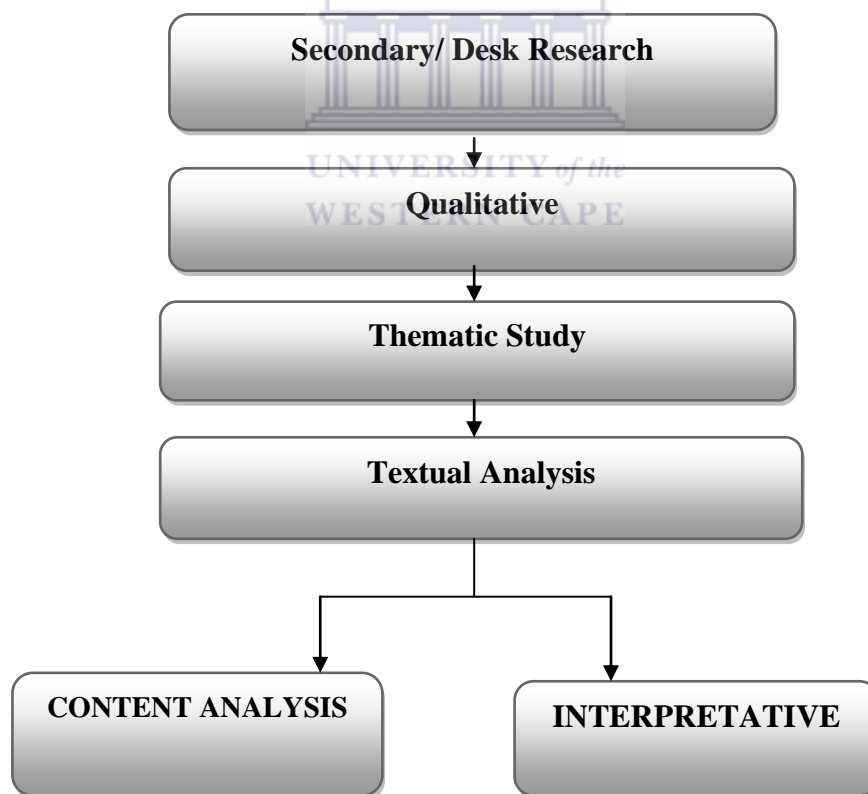 Secondary/ Desk Research
UNIVERSITY of the
Qualitative
WESTERN CAPE
Thematic Study
Textual Analysis
CONTENT ANALYSIS
INTERPRETATIVE